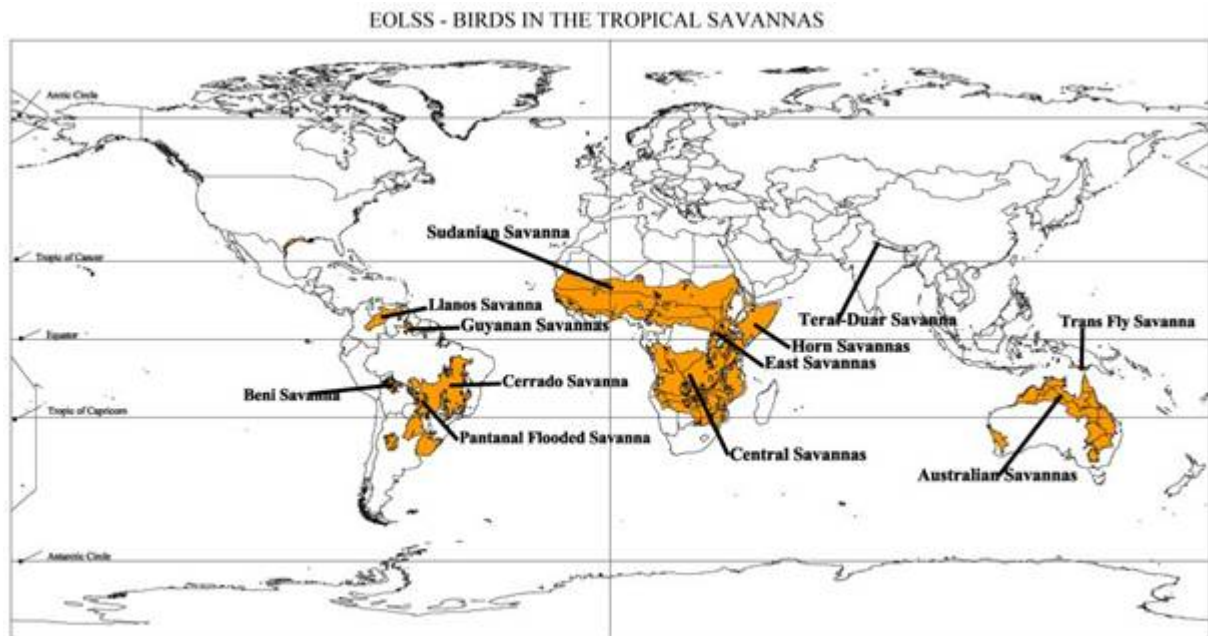 EOLSS - BIRDS IN THE TROPICAL SAVANNAS
Arctic Circle
Sudanian Savanna
Tropic of Cancer
Llanos Savanna
Guyanan Savannas
Terai-Duar Savanna
Trans Fly Savanna
Equator
Horn Savannas
East Savannas
Beni Savanna
Cerrado Savanna
Tropic of Capricorn
Pantanal Flooded Savanna
Central Savannas
Australian Savannas
Antarctic Circle